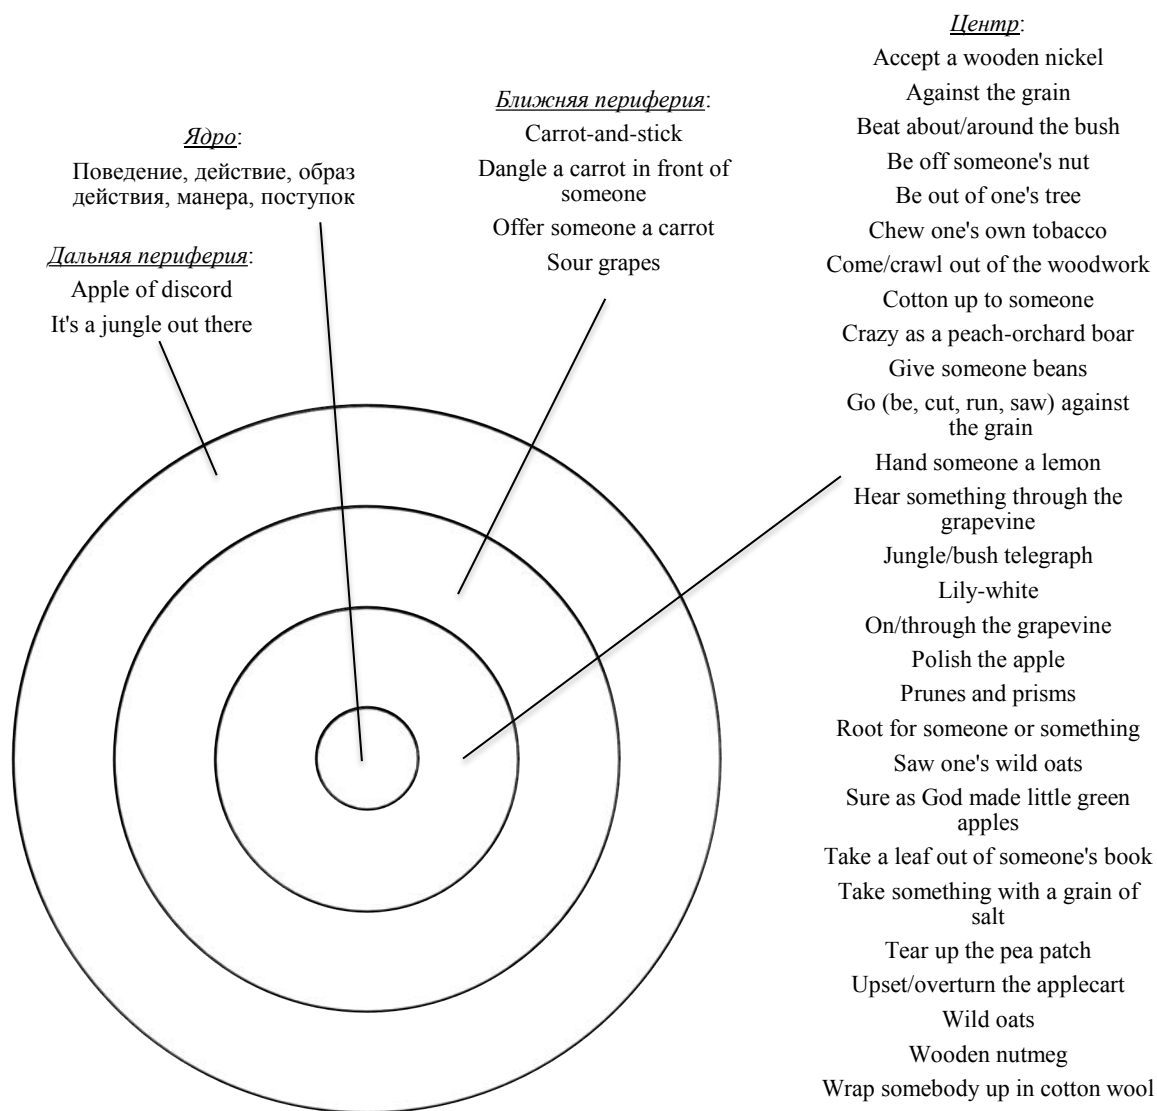 Ядро:
Поведение, действие, образ
действия, манера, поступок
Дальняя периферия:
Apple of discord
It's a jungle out there
Ближняя периферия:
Carrot-and-stick
Dangle a carrot in front of
someone
Offer someone a carrot
Sour grapes
Центр:
Accept a wooden nickel
Against the grain
Beat about/around the bush
Be off someone's nut
Be out of one's tree
Chew one's own tobacco
Come/crawl out of the woodwork
Cotton up to someone
Crazy as a peach-orchard boar
Give someone beans
Go (be, cut, run, saw) against
the grain
Hand someone a lemon
Hear something through the
grapevine
Jungle/bush telegraph
Lily-white
On/through the grapevine
Polish the apple
Prunes and prisms
Root for someone or something
Saw one's wild oats
Sure as God made little green
apples
Take a leaf out of someone's book
Take something with a grain of
salt
Tear up the pea patch
Upset/overturn the applecart
Wild oats
Wooden nutmeg
Wrap somebody up in cotton wool